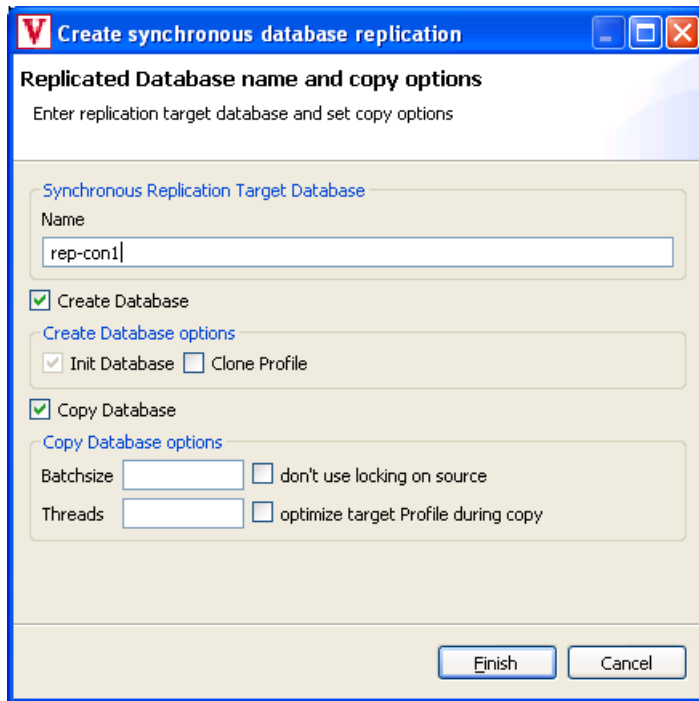 V Create synchronous database replication
Replicated Database name and copy options
Enter replication target database and set copy options
Synchronous Replication Target Database
Name
rep-con1
Create Database
Create Database options
Init Database Clone Profile
Copy Database
Copy Database options
Batchsize don't use locking on source
Threads optimize target Profile during copy
Finish Cancel